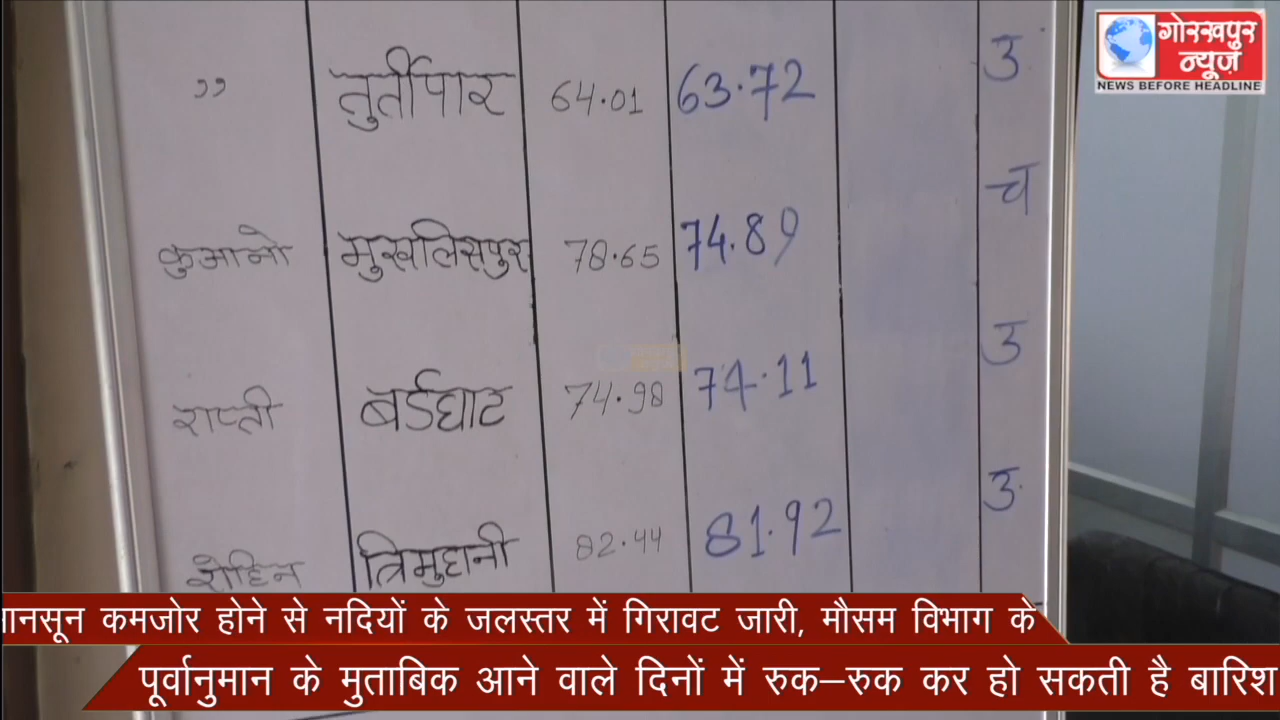 गोरखपुर
न्यूज़
NEWS BEFORE HEADLINE
" तुर्तीपार 64.01 63.72 उ
कुआनो मुखलिसपुर 78.65 74.89 च
राप्ती बर्डघाट 74.98 74.11 उ
रोहिन त्रिमुहानी 82.44 81.92 उ
मानसून कमजोर होने से नदियों के जलस्तर में गिरावट जारी, मौसम विभाग के
पूर्वानुमान के मुताबिक आने वाले दिनों में रुक–रुक कर हो सकती है बारिश